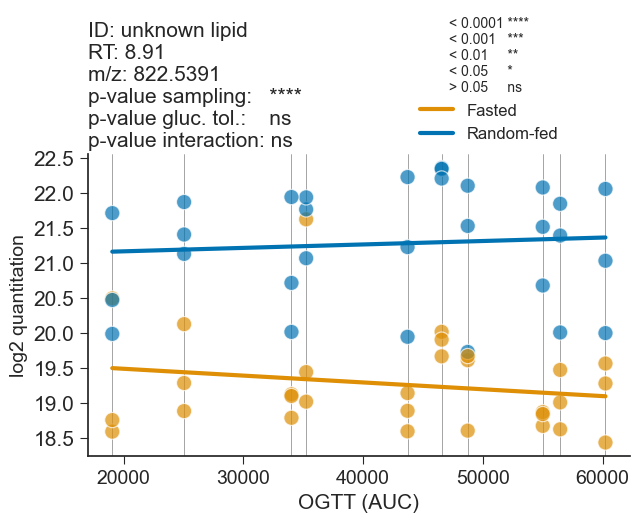 ID: unknown lipid
RT: 8.91
m/z: 822.5391
p-value sampling: ****
p-value gluc. tol.: ns
p-value interaction: ns
< 0.0001 ****
< 0.001 ***
< 0.01 **
< 0.05 *
> 0.05 ns
Fasted
Random-fed
22.5
22.0
21.5
21.0
20.5
20.0
19.5
19.0
18.5
log2 quantitation
20000 30000 40000 50000 60000
OGTT (AUC)